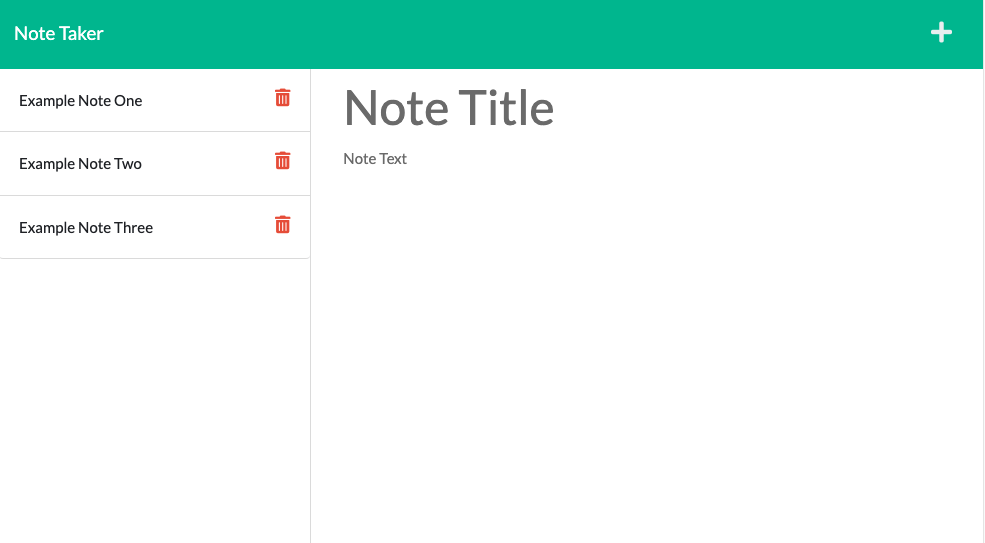 Note Taker
Example Note One
Example Note Two
Example Note Three
Note Title
Note Text